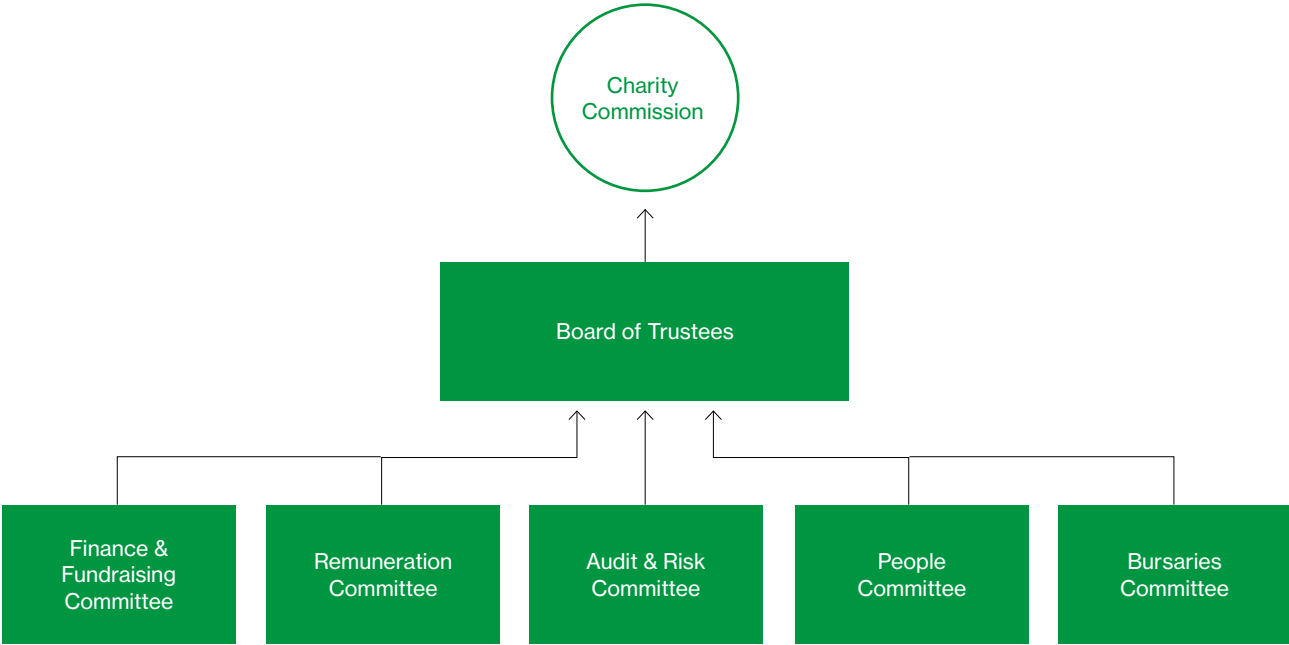 Charity
Commission
Board of Trustees
Finance &
Fundraising
Committee
Remuneration
Committee
Audit & Risk
Committee
People
Committee
Bursaries
Committee